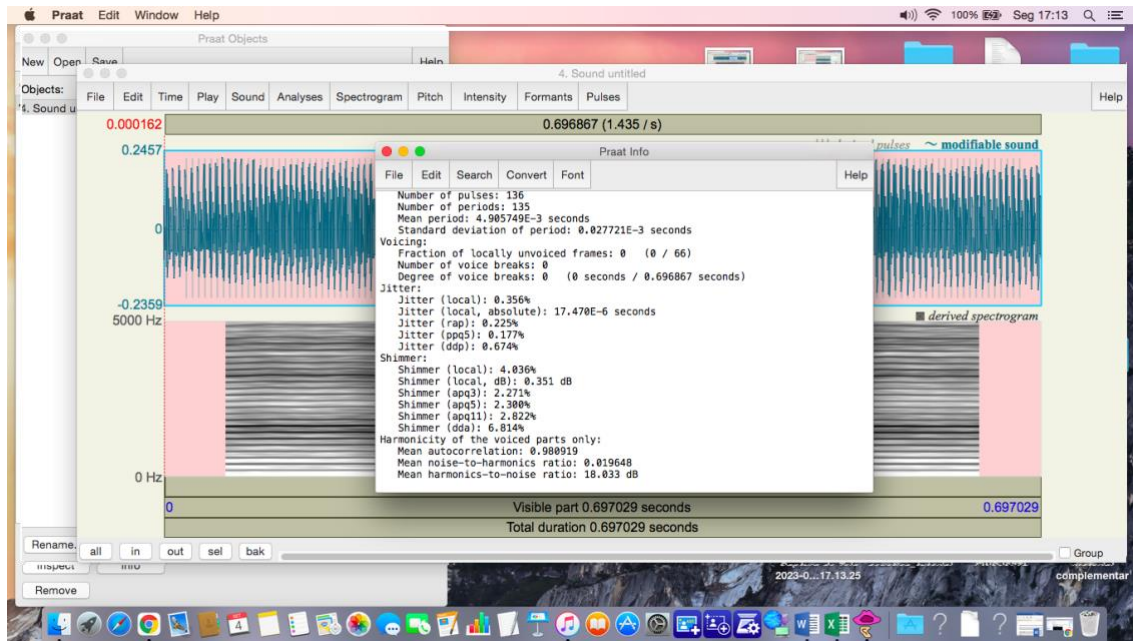 Praat Edit Window Help 100% Seg 17:13
Praat Objects
New Open Save Help
Objects:
4. Sound u
4. Sound untitled
File Edit Time Play Sound Analyses Spectrogram Pitch Intensity Formants Pulses Help
0.000162 0.696867 (1.435 / s)
0.2457 pulses ~ modifiable sound
0
-0.2359
5000 Hz derived spectrogram
0 Hz
Praat Info
File Edit Search Convert Font Help
Number of pulses: 136
Number of periods: 135
Mean period: 4.905749E-3 seconds
Standard deviation of period: 0.027721E-3 seconds
Voicing:
Fraction of locally unvoiced frames: 0 (0 / 66)
Number of voice breaks: 0
Degree of voice breaks: 0 (0 seconds / 0.696867 seconds)
Jitter:
Jitter (local): 0.356%
Jitter (local, absolute): 17.470E-6 seconds
Jitter (rap): 0.225%
Jitter (ppq5): 0.177%
Jitter (ddp): 0.674%
Shimmer:
Shimmer (local): 4.036%
Shimmer (local, dB): 0.351 dB
Shimmer (apq3): 2.271%
Shimmer (apq5): 2.300%
Shimmer (apq11): 2.822%
Shimmer (dda): 6.814%
Harmonicity of the voiced parts only:
Mean autocorrelation: 0.980919
Mean noise-to-harmonics ratio: 0.019648
Mean harmonics-to-noise ratio: 18.033 dB
0 Visible part 0.697029 seconds 0.697029
Total duration 0.697029 seconds
all in out sel bak Group
Rename.
Inspect Info
Remove
2023-0...17.13.25 complementar
4